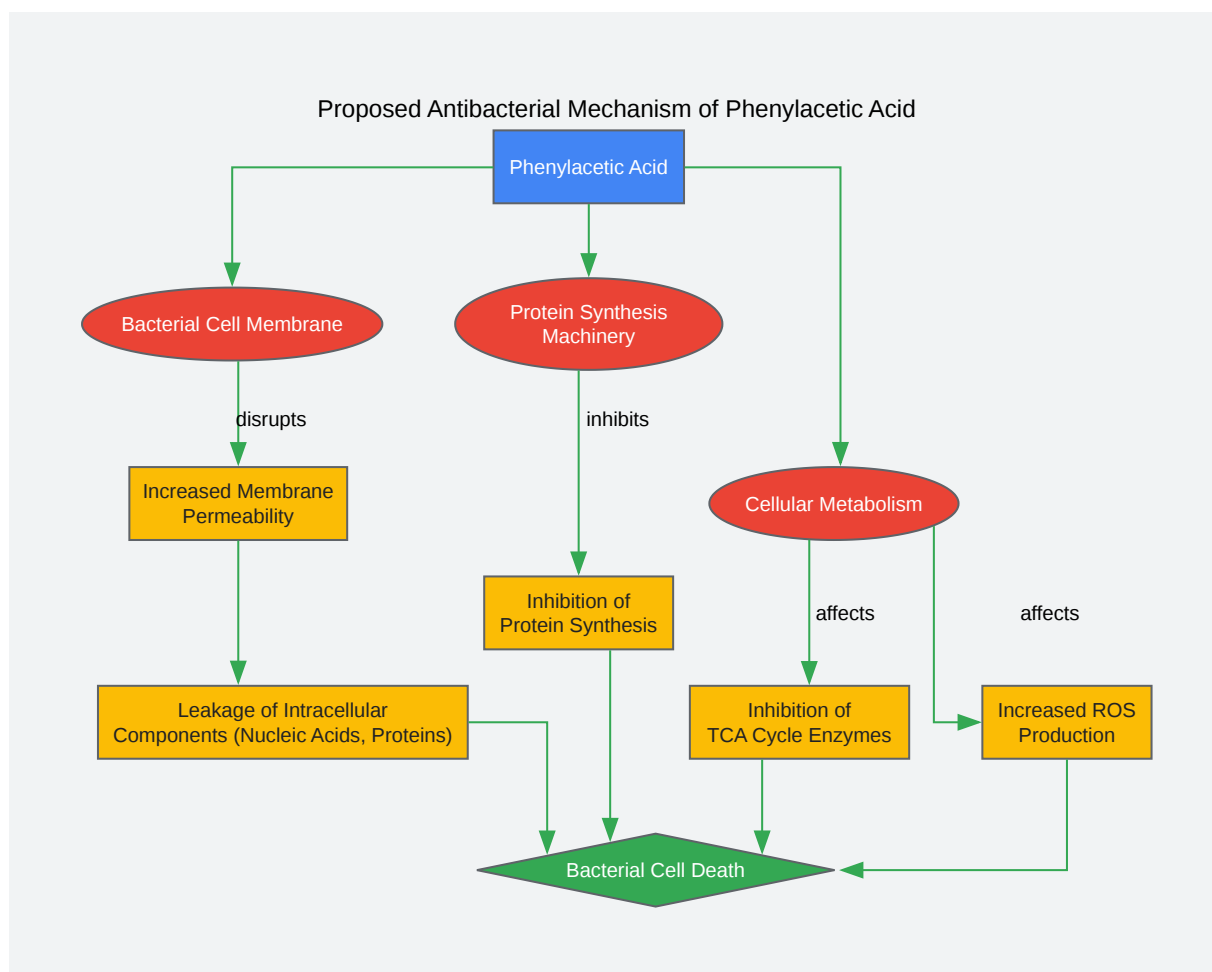 Proposed Antibacterial Mechanism of Phenylacetic Acid
Phenylacetic Acid
Bacterial Cell Membrane
Protein Synthesis
Machinery
disrupts
inhibits
Increased Membrane
Permeability
Cellular Metabolism
Inhibition of
Protein Synthesis
affects
affects
Leakage of Intracellular
Components (Nucleic Acids, Proteins)
Inhibition of
TCA Cycle Enzymes
Increased ROS
Production
Bacterial Cell Death